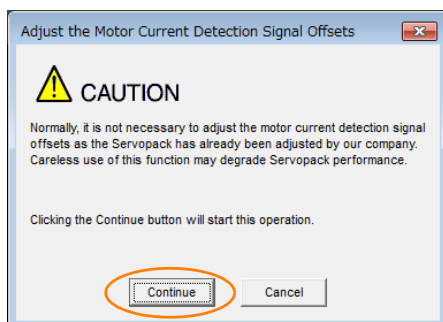 Adjust the Motor Current Detection Signal Offsets
CAUTION
Normally, it is not necessary to adjust the motor current detection signal
offsets as the Servopack has already been adjusted by our company.
Careless use of this function may degrade Servopack performance.
Clicking the Continue button will start this operation.
Continue
Cancel